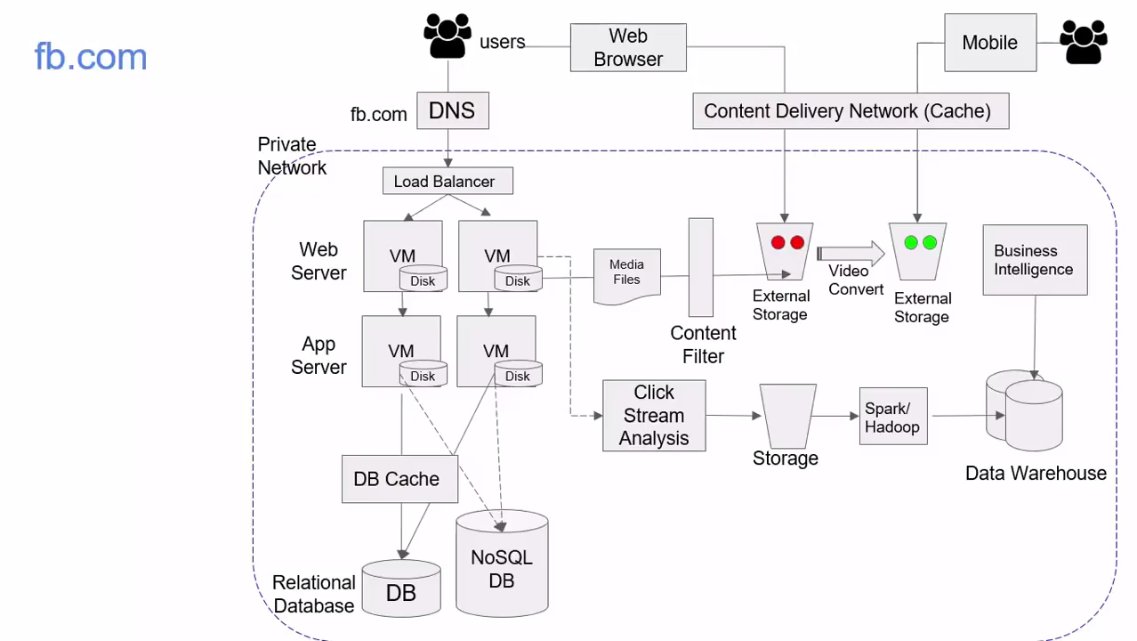 fb.com
users
Web
Browser
Mobile
fb.com
DNS
Content Delivery Network (Cache)
Private
Network
Load Balancer
Web
Server
VM
Disk
VM
Disk
Media
Files
Content
Filter
External
Storage
Video
Convert
External
Storage
Business
Intelligence
App
Server
VM
Disk
VM
Disk
Click
Stream
Analysis
Storage
Spark/
Hadoop
Data Warehouse
DB Cache
NoSQL
DB
Relational
Database
DB